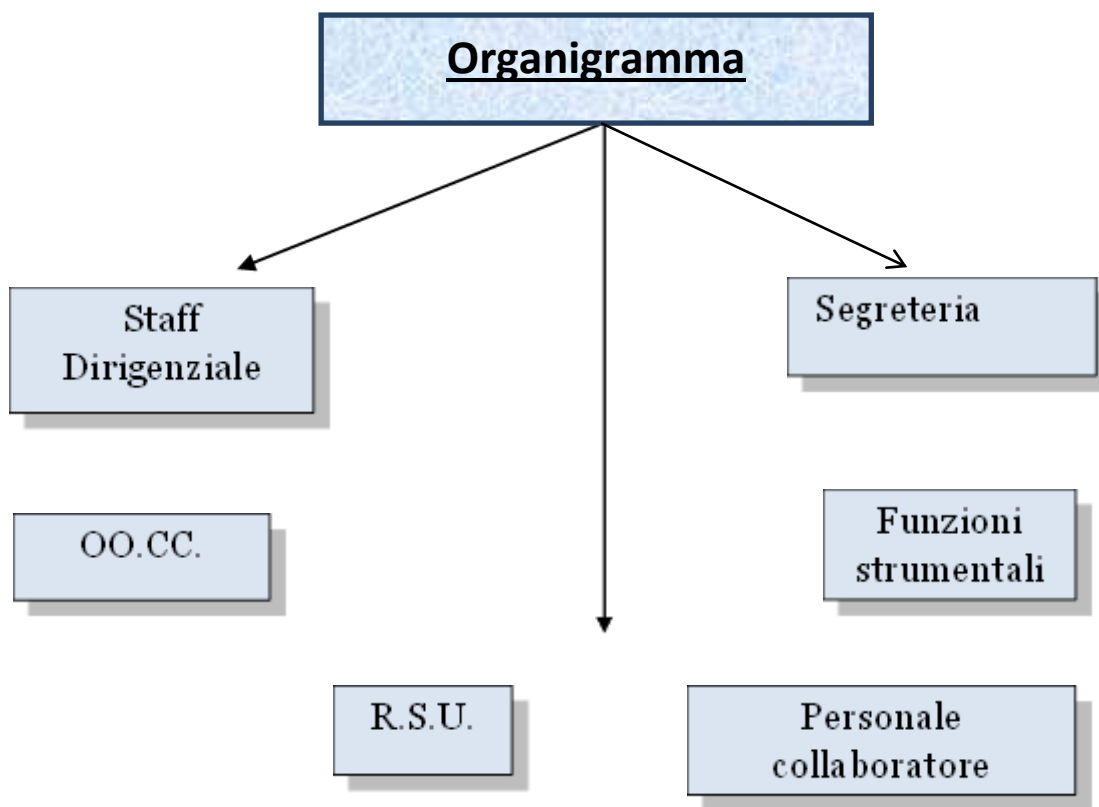 Organigramma
Staff
Dirigenziale
Segreteria
OO.CC.
Funzioni
strumentali
R.S.U.
Personale
collaboratore